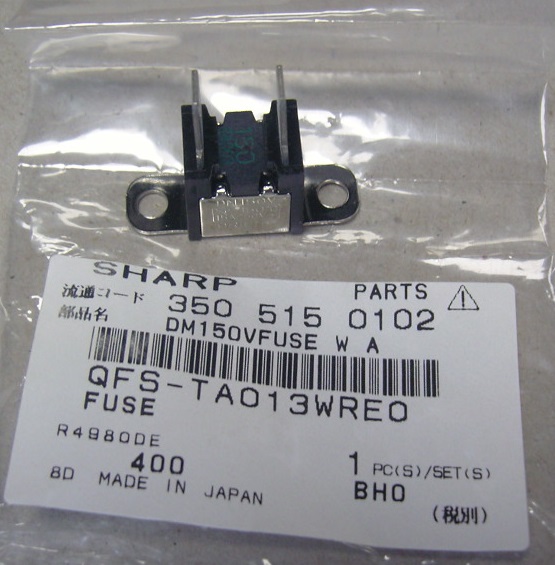 150
SHARP
PARTS
流通コード 350 515 0102
部品名 DM150VFUSE W A
QFS-TA013WRE0
FUSE
R4980DE
400
1 PC(S)/SET(S)
8D MADE IN JAPAN
BH0
(税別)